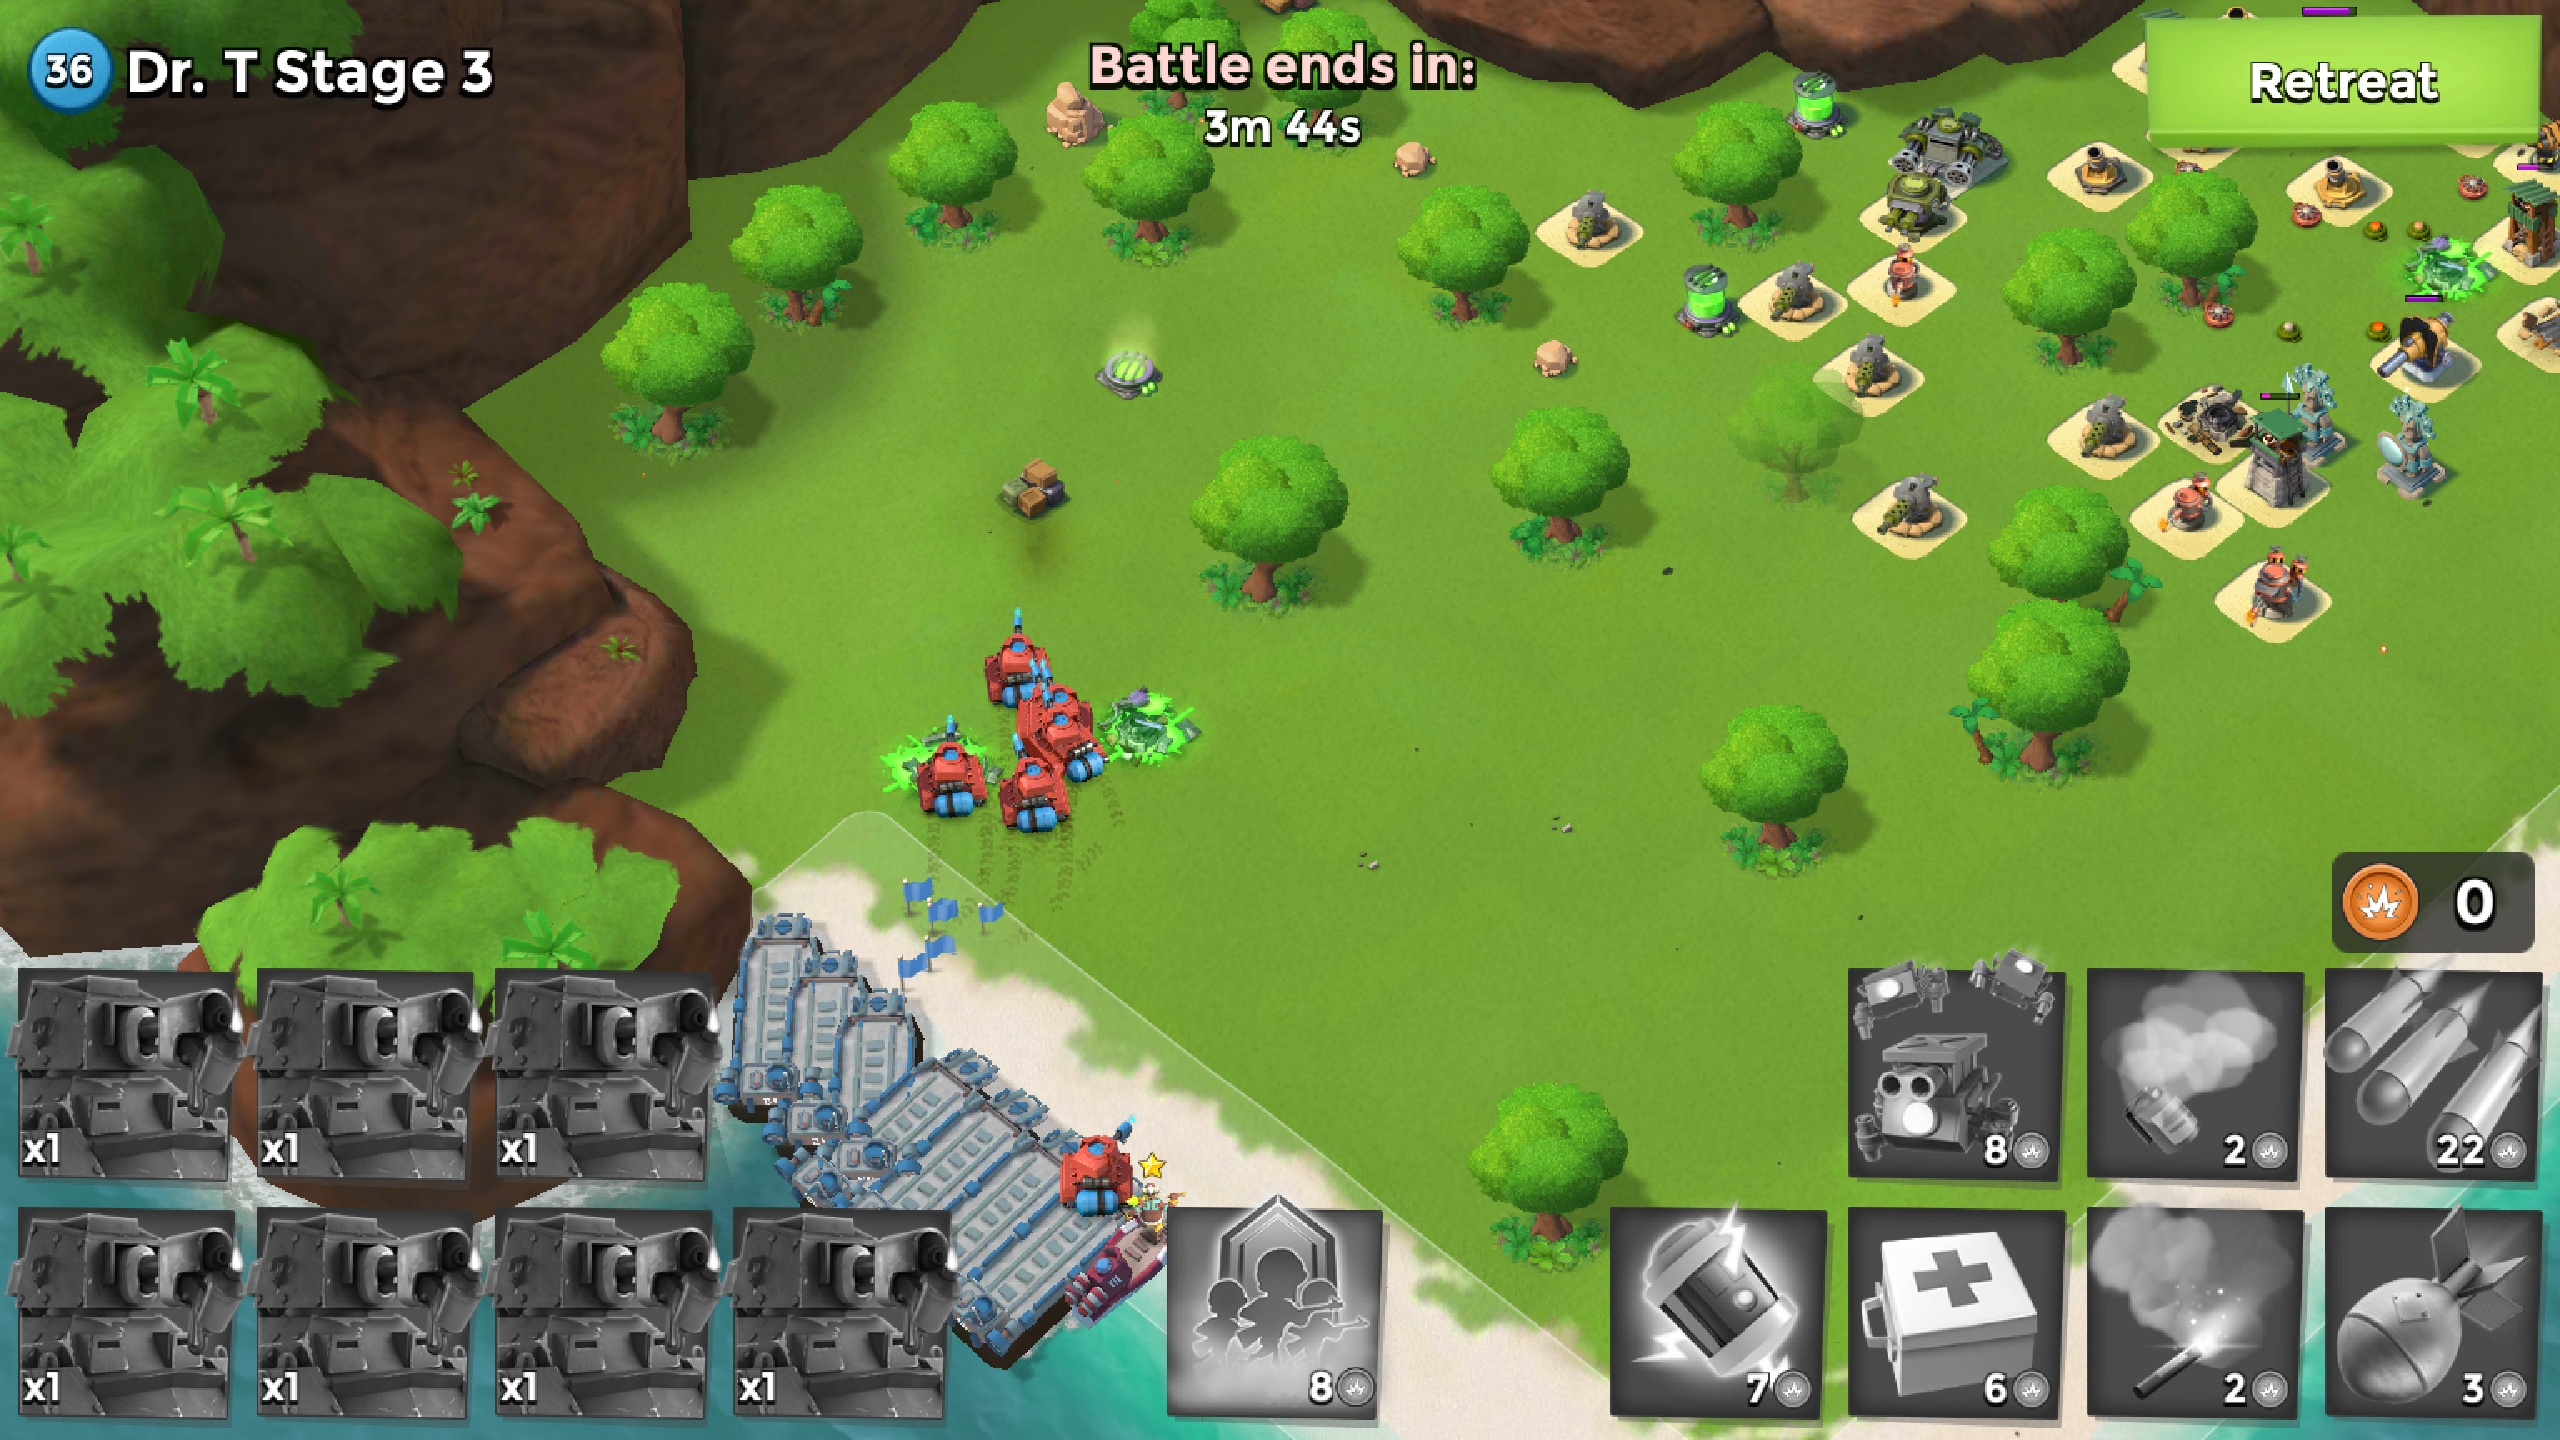 36 Dr. T Stage 3
Battle ends in:
3m 44s
Retreat
0
x1
x1
x1
8
2
22
x1
x1
x1
x1
8
7
6
2
3